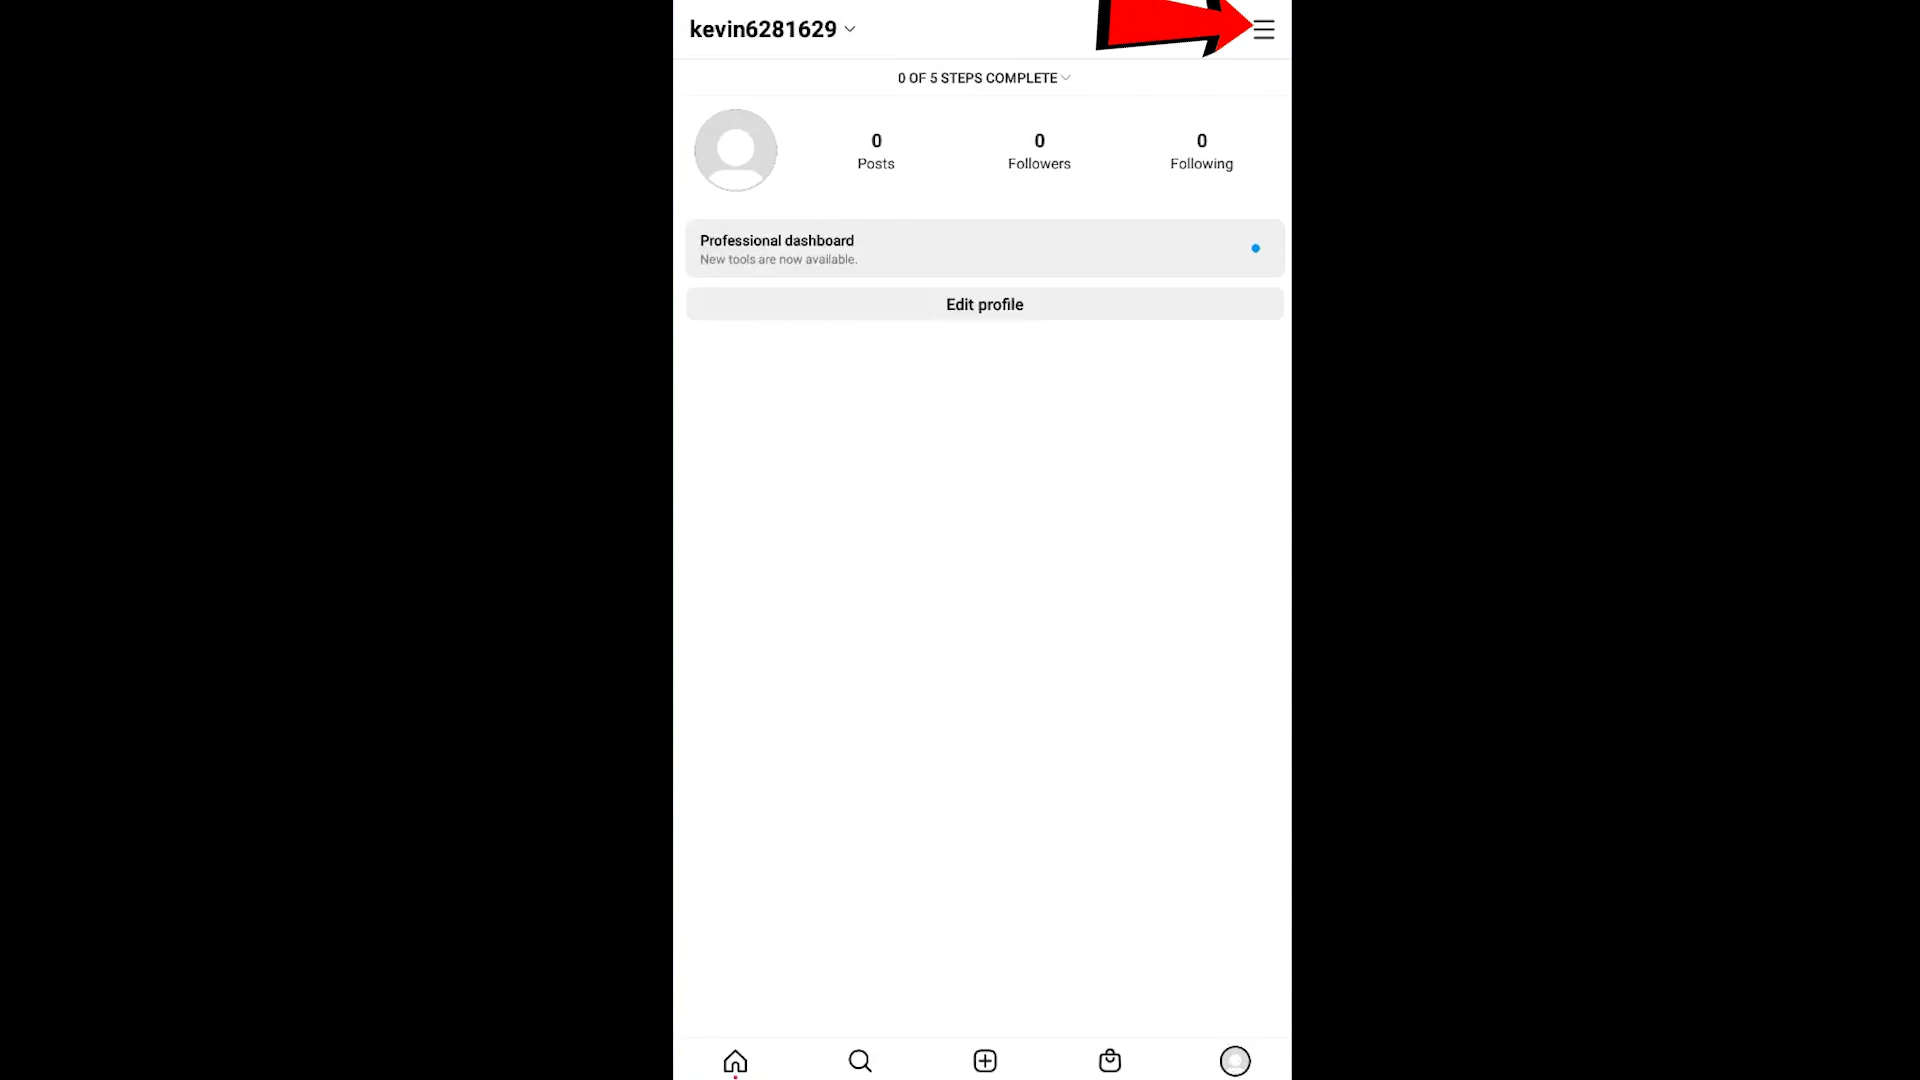 kevin6281629
0 OF 5 STEPS COMPLETE
0
Posts
0
Followers
0
Following
Professional dashboard
New tools are now available.
Edit profile